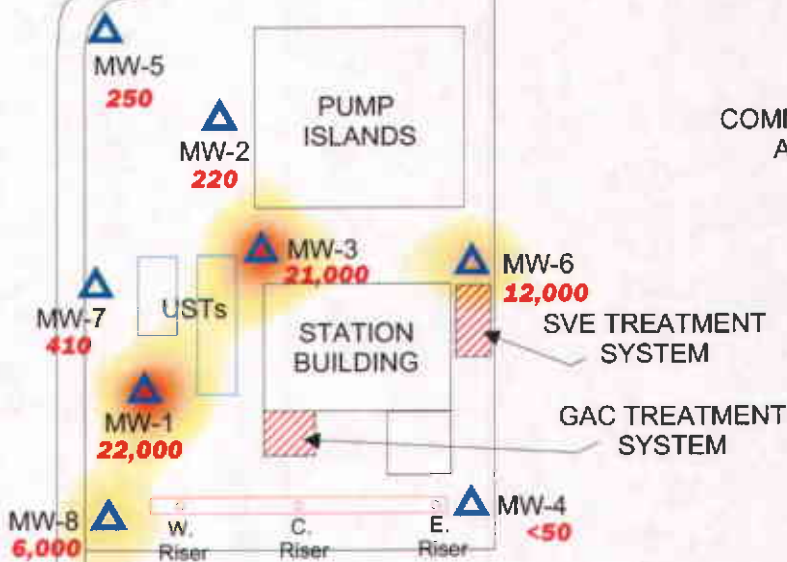 MW-5
250
PUMP
ISLANDS
MW-2
220
MW-3
21,000
MW-6
12,000
USTs
MW-7
410
STATION
BUILDING
SVE TREATMENT
SYSTEM
MW-1
22,000
GAC TREATMENT
SYSTEM
MW-8
6,000
W.
Riser
C.
Riser
E.
Riser
MW-4
<50